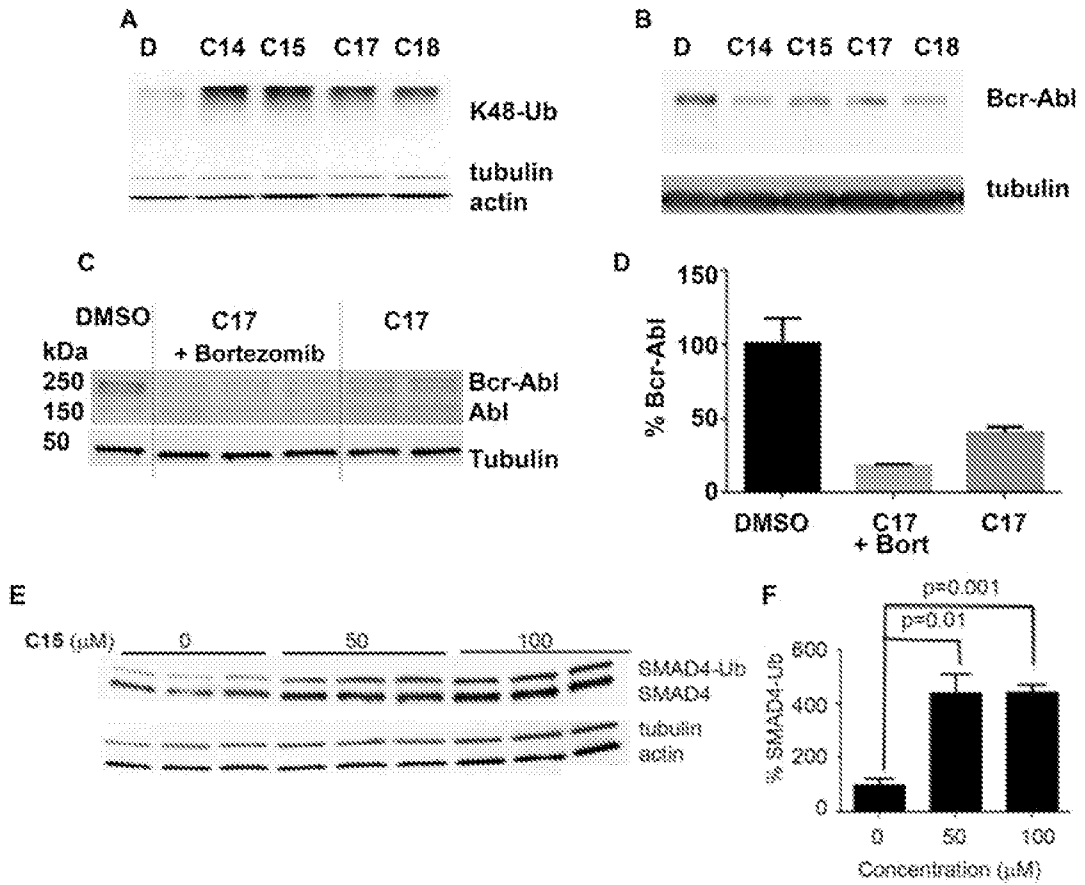 A
D C14 C15 C17 C18
K48-Ub
tubulin
actin
B
D C14 C15 C17 C18
Bcr-Abl
tubulin
C
DMSO C17 C17
+ Bortezomib
kDa
250
150
50
Bcr-Abl
Abl
Tubulin
D
% Bcr-Abl
150
100
50
0
DMSO C17 C17
+ Bort
E
C15 (μM) 0 50 100
SMAD4-Ub
SMAD4
tubulin
actin
F
p=0.001
p=0.01
% SMAD4-Ub
600
400
200
0
0 50 100
Concentration (μM)